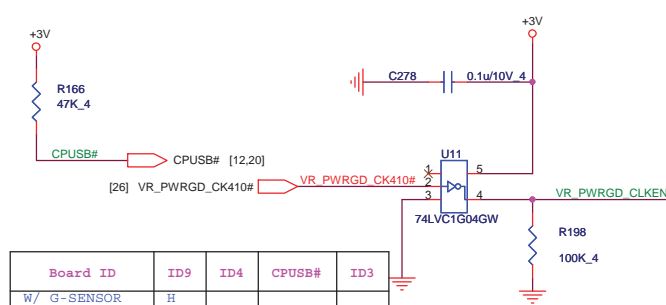 +3V
+3V
R166
47K_4
C278
0.1u/10V_4
CPUSB#
CPUSB# [12,20]
U11
1
5
[26] VR_PWRGD_CK410#
VR_PWRGD_CK410#
2
3
4
VR_PWRGD_CLKEN
74LVC1G04GW
R198
100K_4
Board ID ID9 ID4 CPUSB# ID3
W/ G-SENSOR H